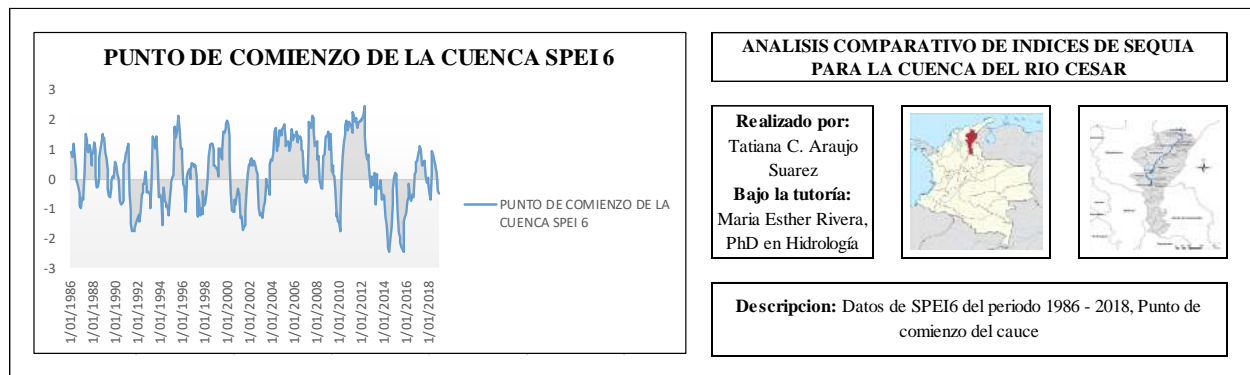 PUNTO DE COMIENZO DE LA CUENCA SPEI 6
3
2
1
0
-1
-2
-3
1/01/1986
1/01/1988
1/01/1990
1/01/1992
1/01/1994
1/01/1996
1/01/1998
1/01/2000
1/01/2002
1/01/2004
1/01/2006
1/01/2008
1/01/2010
1/01/2012
1/01/2014
1/01/2016
1/01/2018
PUNTO DE COMIENZO DE LA
CUENCA SPEI 6
ANALISIS COMPARATIVO DE INDICES DE SEQUIA
PARA LA CUENCA DEL RIO CESAR
Realizado por:
Tatiana C. Araujo
Suarez
Bajo la tutoría:
Maria Esther Rivera,
PhD en Hidrología
Descripcion: Datos de SPEI6 del periodo 1986 - 2018, Punto de
comienzo del cauce